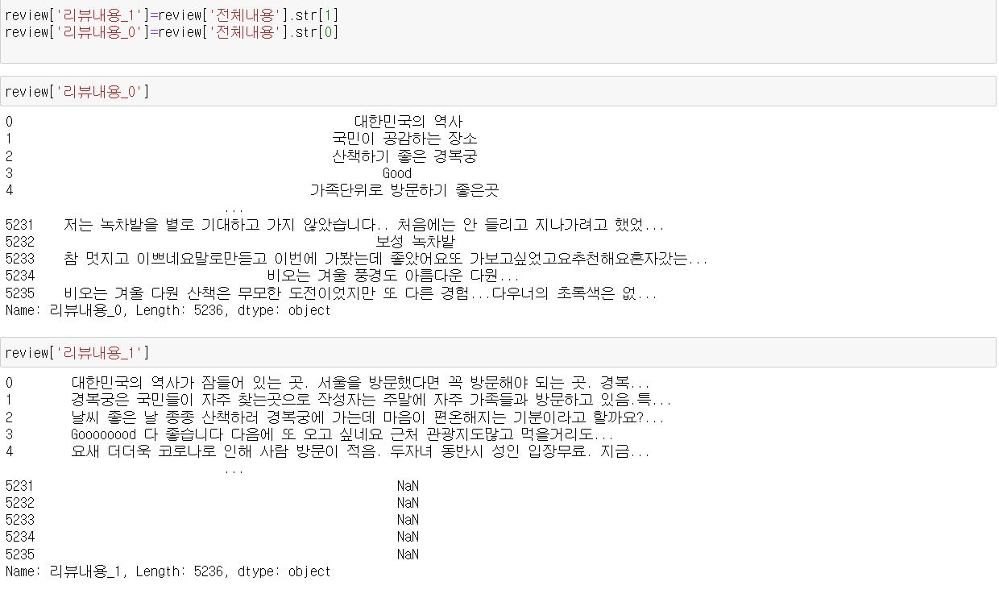 review['리뷰내용_1']=review['전체내용'].str[1]
review['리뷰내용_0']=review['전체내용'].str[0]
review['리뷰내용_0']
0 대한민국의 역사
1 국민이 공감하는 장소
2 산책하기 좋은 경복궁
3 Good
4 가족단위로 방문하기 좋은곳
...
5231 저는 녹차밭을 별로 기대하고 가지 않았습니다.. 처음에는 안 들리고 지나가려고 했었...
5232 보성 녹차밭
5233 참 멋지고 이쁘네요말로만듣고 이번에 가봤는데 좋았어요또 가보고싶었고요추천해요혼자갔는...
5234 비오는 겨울 풍경도 아름다운 다원...
5235 비오는 겨울 다원 산책은 무모한 도전이었지만 또 다른 경험...다우너의 초록색은 없...
Name: 리뷰내용_0, Length: 5236, dtype: object
review['리뷰내용_1']
0 대한민국의 역사가 잠들어 있는 곳. 서울을 방문했다면 꼭 방문해야 되는 곳. 경복...
1 경복궁은 국민들이 자주 찾는곳으로 작성자는 주말에 자주 가족들과 방문하고 있음.특...
2 날씨 좋은 날 종종 산책하러 경복궁에 가는데 마음이 편온해지는 기분이라고 할까요?...
3 Goooooood 다 좋습니다 다음에 또 오고 싶네요 근처 관광지도많고 먹을거리도...
4 요새 더더욱 코로나로 인해 사람 방문이 적음. 두자녀 동반시 성인 입장무료. 지금...
...
5231 NaN
5232 NaN
5233 NaN
5234 NaN
5235 NaN
Name: 리뷰내용_1, Length: 5236, dtype: object